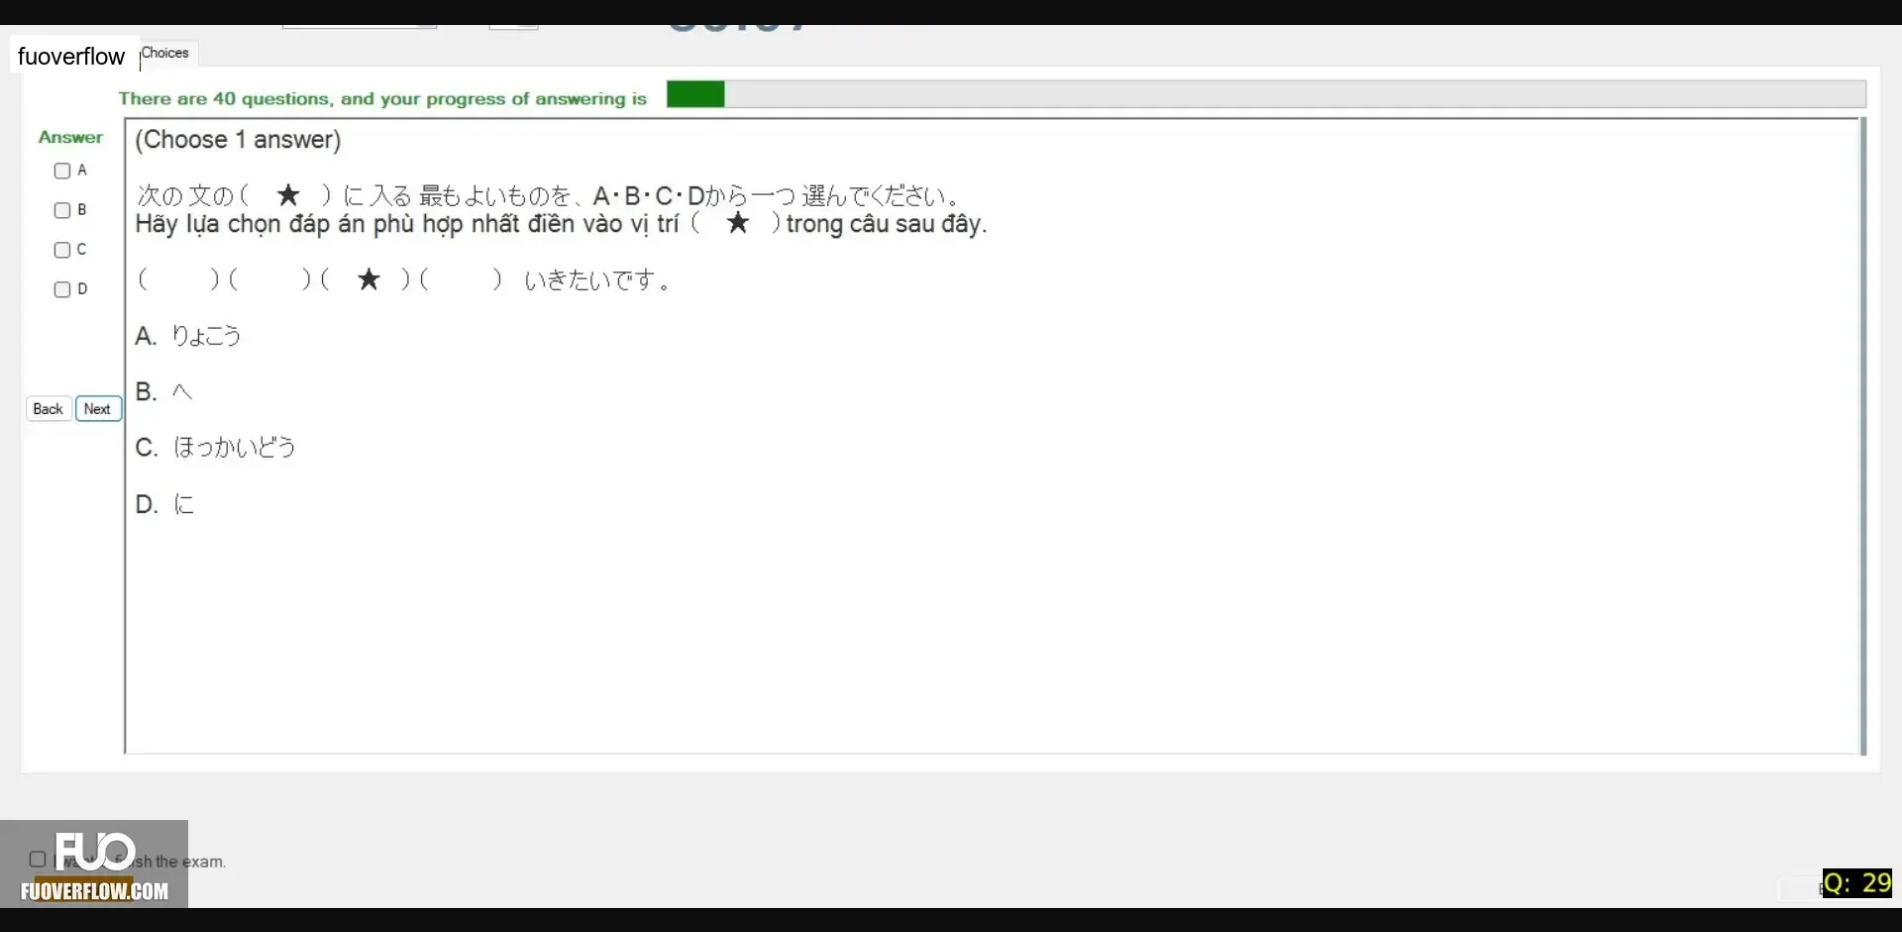 fuoverflow
Choices
There are 40 questions, and your progress of answering is
Answer
A
B
C
D
Back Next
(Choose 1 answer)
次の 文の( ★ )に 入る 最もよいものを、A・B・C・Dから一つ 選んでください。
Hãy lựa chọn đáp án phù hợp nhất điền vào vị trí ( ★ )trong câu sau đây.
( )( )( ★ )( ) いきたいです。
A. りょこう
B. へ
C. ほっかいどう
D. に
FUO
the exam.
FUOVERFLOW.COM
Q: 29